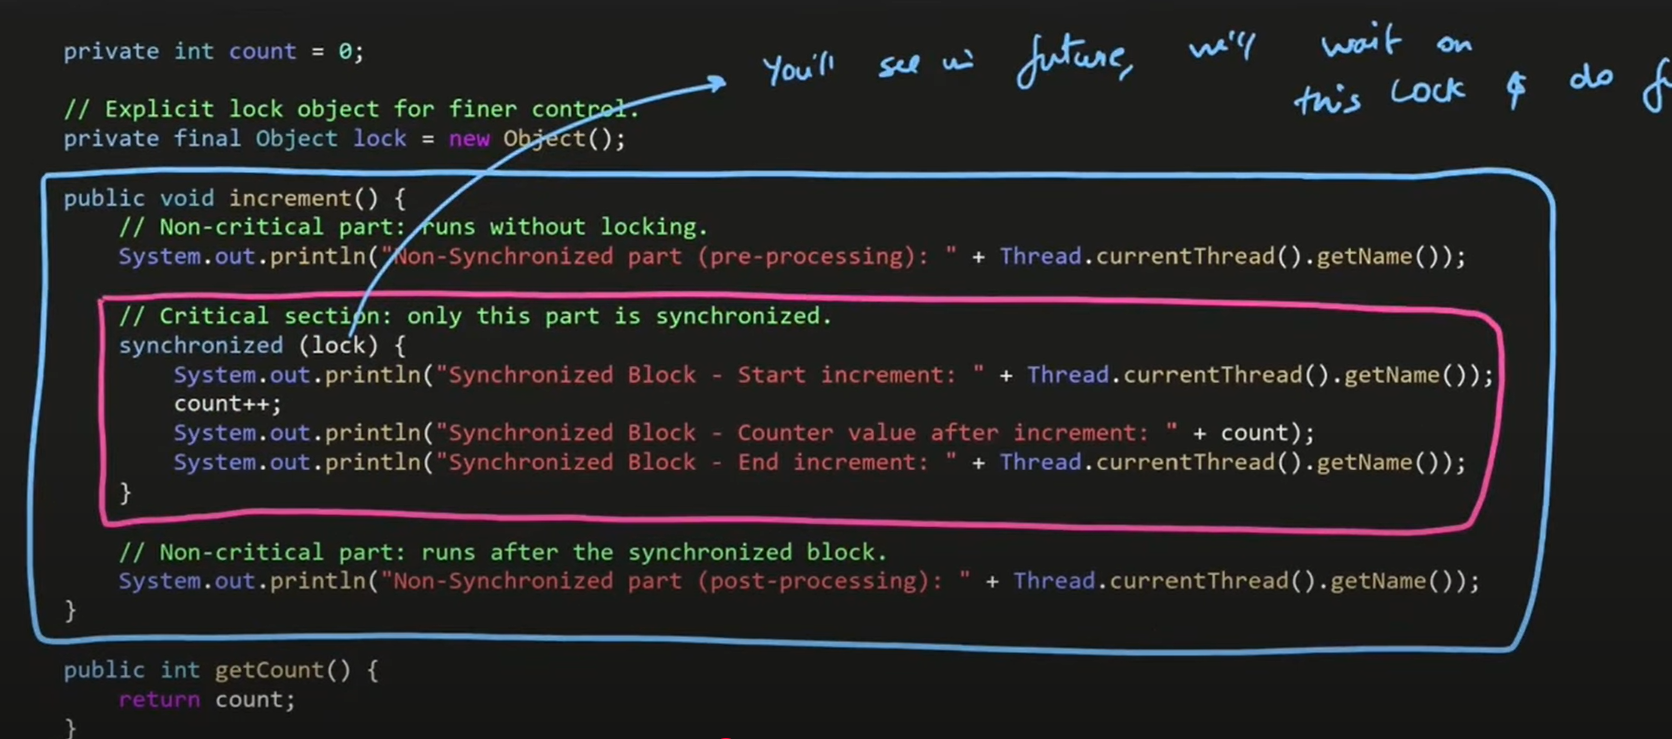 private int count = 0;
You'll see in future, we'll wait on
this Lock & do
// Explicit lock object for finer control.
private final Object lock = new Object();
public void increment() {
// Non-critical part: runs without locking.
System.out.println("Non-Synchronized part (pre-processing): " + Thread.currentThread().getName());
// Critical section: only this part is synchronized.
synchronized (lock) {
System.out.println("Synchronized Block - Start increment: " + Thread.currentThread().getName());
count++;
System.out.println("Synchronized Block - Counter value after increment: " + count);
System.out.println("Synchronized Block - End increment: " + Thread.currentThread().getName());
}
// Non-critical part: runs after the synchronized block.
System.out.println("Non-Synchronized part (post-processing): " + Thread.currentThread().getName());
}
public int getCount() {
return count;
}